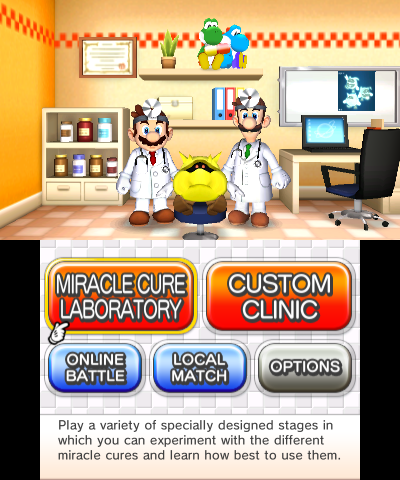 MIRACLE CURE
LABORATORY
CUSTOM
CLINIC
ONLINE
BATTLE
LOCAL
MATCH
OPTIONS
Play a variety of specially designed stages in
which you can experiment with the different
miracle cures and learn how best to use them.